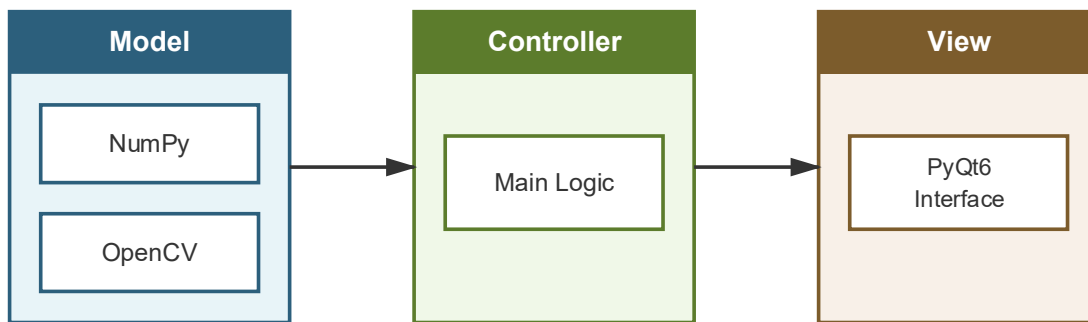 Model
NumPy
OpenCV
Controller
Main Logic
View
PyQt6
Interface